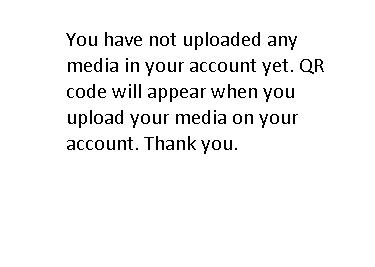 You have not uploaded any
media in your account yet. QR
code will appear when you
upload your media on your
account. Thank you.